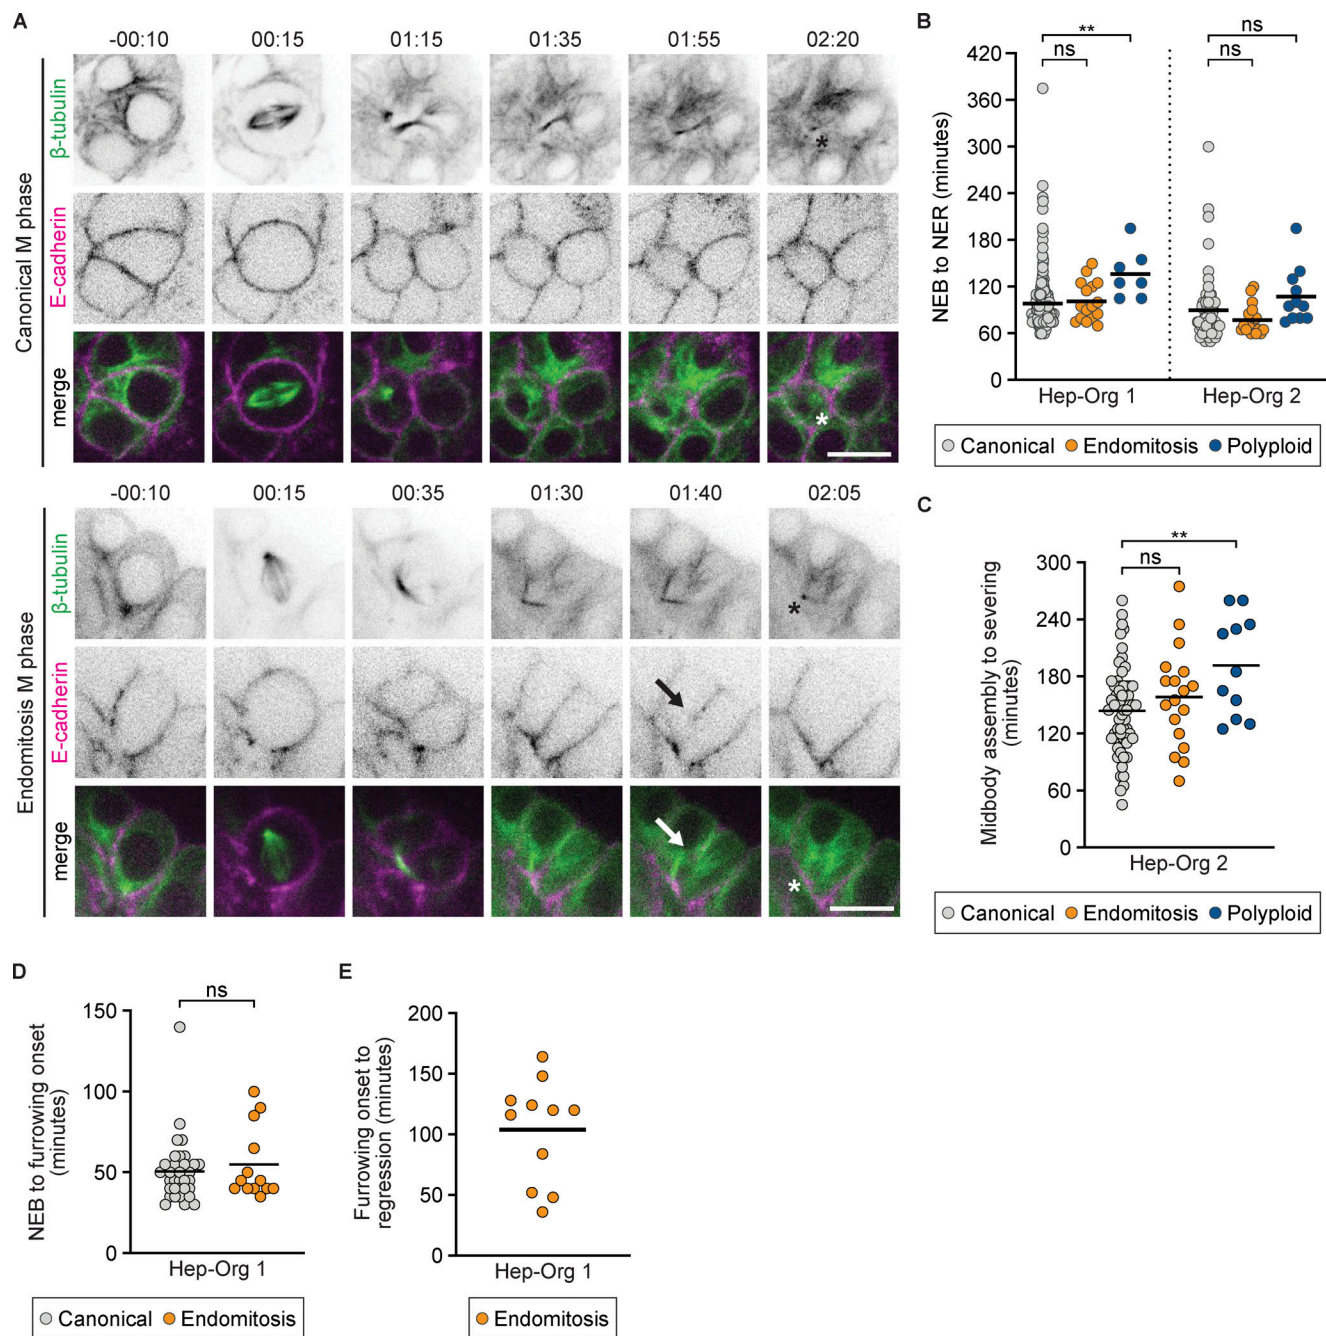 A
-00:10 00:15 01:15 01:35 01:55 02:20
Canonical M phase
β-tubulin
*
E-cadherin
merge
*
-00:10 00:15 00:35 01:30 01:40 02:05
Endomitosis M phase
β-tubulin
*
E-cadherin
merge
*
B
NEB to NER (minutes)
420
360
300
240
180
120
60
0
**
ns
ns
ns
Hep-Org 1 Hep-Org 2
Canonical Endomitosis Polyploid
C
Midbody assembly to severing
(minutes)
300
240
180
120
60
0
**
ns
Hep-Org 2
Canonical Endomitosis Polyploid
D
NEB to furrowing onset
(minutes)
150
100
50
0
ns
Hep-Org 1
Canonical Endomitosis
E
Furrowing onset to
regression (minutes)
200
150
100
50
0
Hep-Org 1
Endomitosis